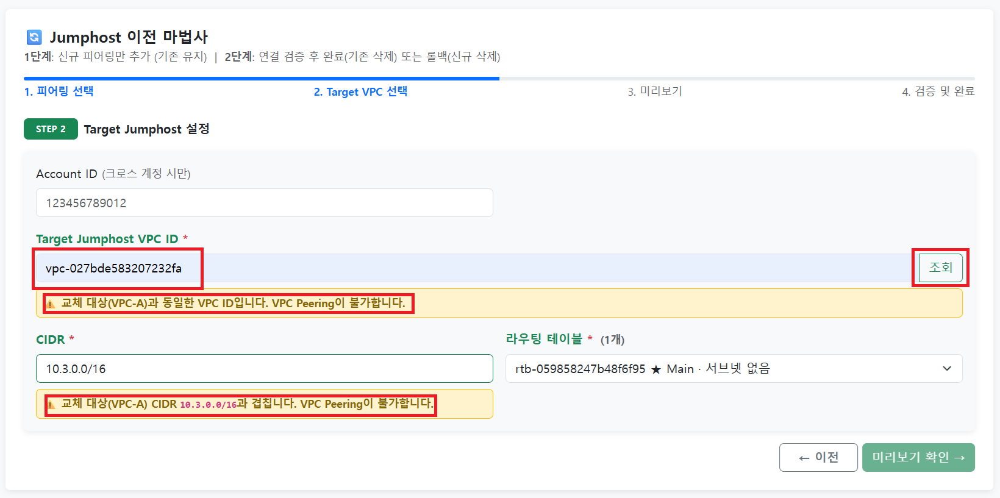 Jumphost 이전 마법사
1단계: 신규 피어링만 추가 (기존 유지) | 2단계: 연결 검증 후 완료(기존 삭제) 또는 롤백(신규 삭제)
1. 피어링 선택
2. Target VPC 선택
3. 미리보기
4. 검증 및 완료
STEP 2
Target Jumphost 설정
Account ID (크로스 계정 시만)
123456789012
Target Jumphost VPC ID *
vpc-027bde583207232fa
조회
⚠ 교체 대상(VPC-A)과 동일한 VPC ID입니다. VPC Peering이 불가합니다.
CIDR *
라우팅 테이블 * (1개)
10.3.0.0/16
rtb-059858247b48f6f95 ★ Main · 서브넷 없음
⚠ 교체 대상(VPC-A) CIDR 10.3.0.0/16과 겹칩니다. VPC Peering이 불가합니다.
← 이전
미리보기 확인 →